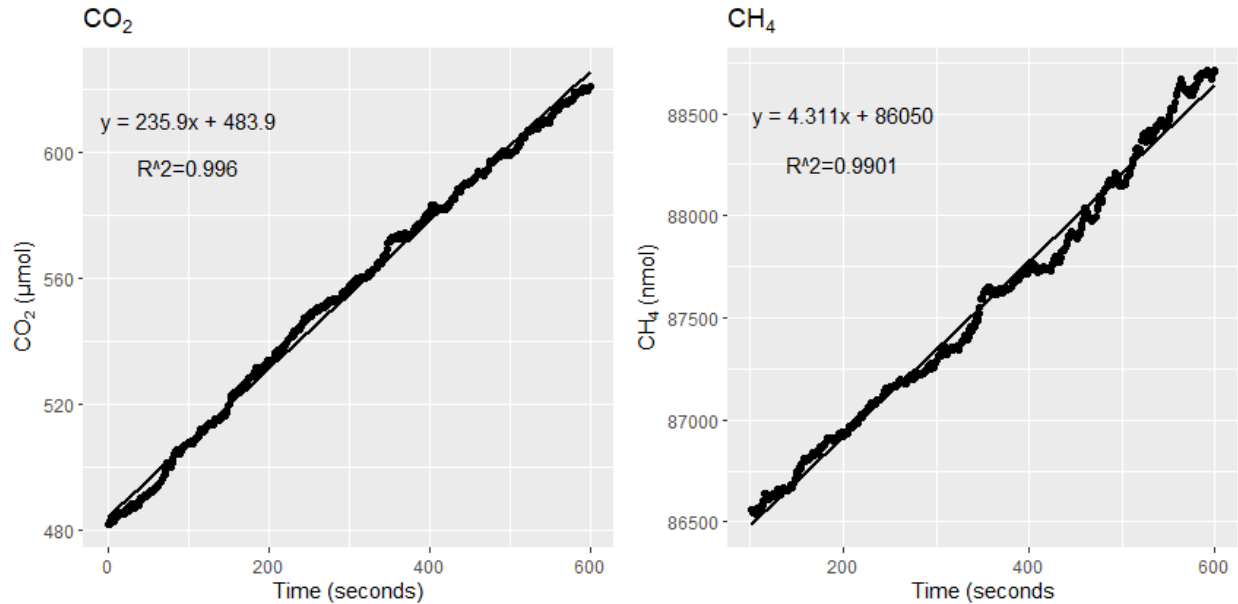 CO₂
y = 235.9x + 483.9
R^2=0.996
600
560
520
480
CO₂ (µmol)
0 200 400 600
Time (seconds)
CH₄
y = 4.311x + 86050
R^2=0.9901
88500
88000
87500
87000
86500
CH₄ (nmol)
200 400 600
Time (seconds